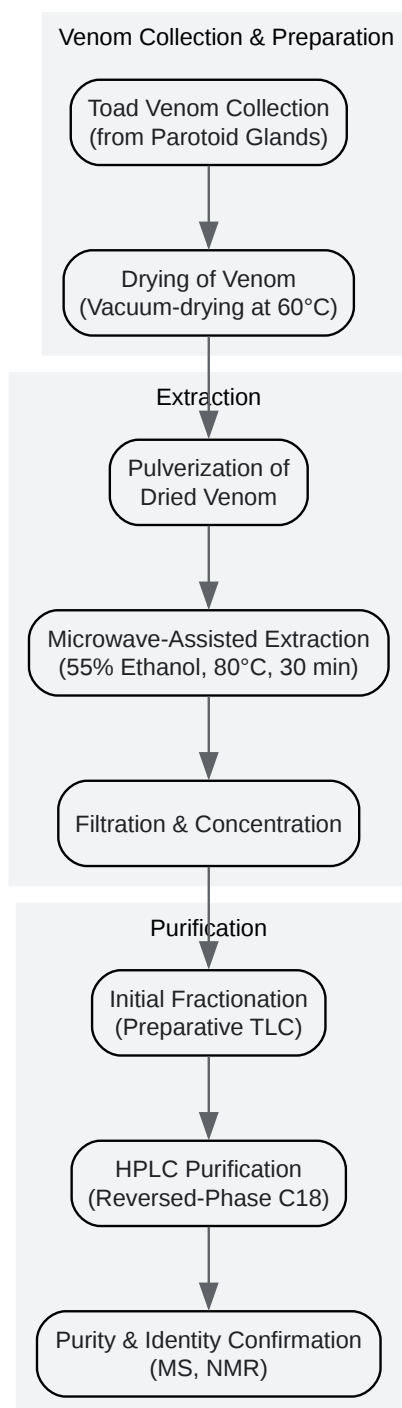 Venom Collection & Preparation
Toad Venom Collection
(from Parotoid Glands)
Drying of Venom
(Vacuum-drying at 60°C)
Extraction
Pulverization of
Dried Venom
Microwave-Assisted Extraction
(55% Ethanol, 80°C, 30 min)
Filtration & Concentration
Purification
Initial Fractionation
(Preparative TLC)
HPLC Purification
(Reversed-Phase C18)
Purity & Identity Confirmation
(MS, NMR)